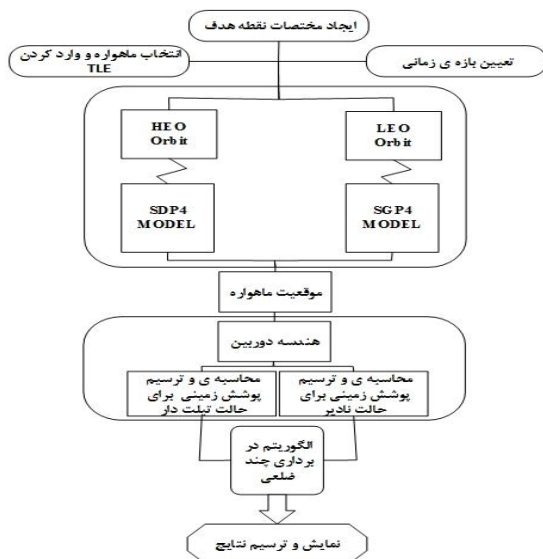 ایجاد مختصات نقطه هدف
تعیین بازه ی زمانی
انتخاب ماهواره و وارد کردن
TLE
LEO
Orbit
HEO
Orbit
SGP4
MODEL
SDP4
MODEL
موقعیت ماهواره
هندسه دوربین
محاسبه ی و ترسیم
پوشش زمینی برای
حالت نادیر
محاسبه ی و ترسیم
پوشش زمینی برای
حالت تیلت دار
الگوریتم در
برداری چند
ضلعی
نمایش و ترسیم نتایج